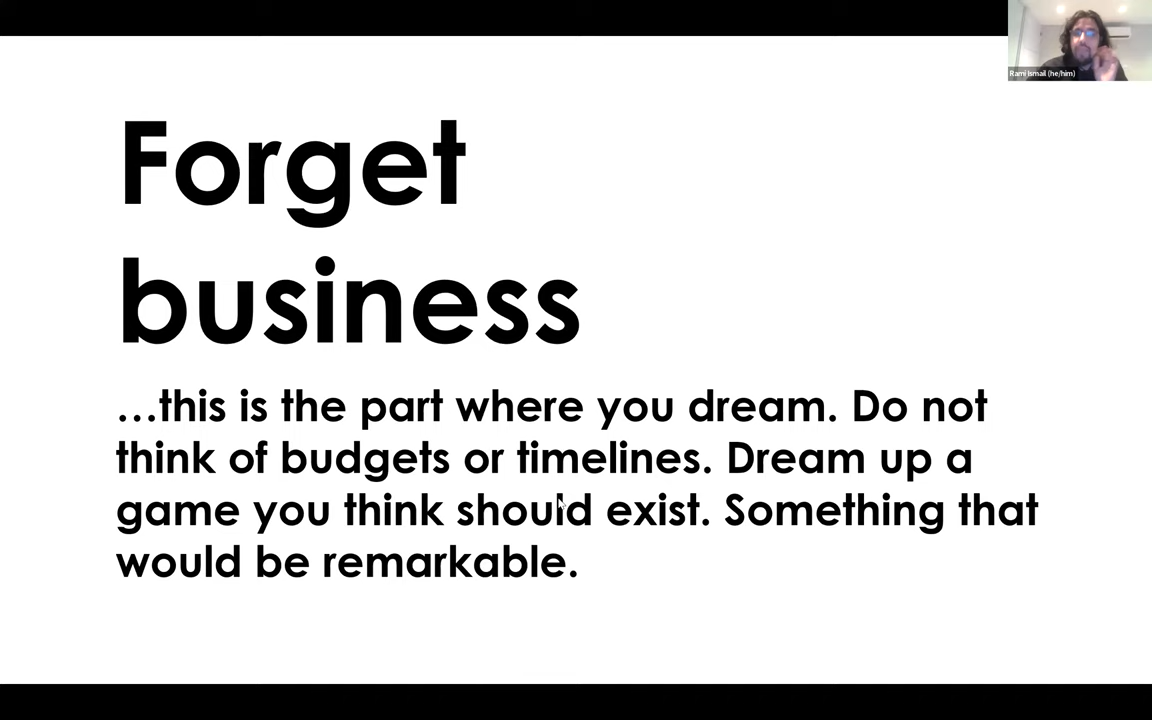 Rami Ismail (he/him)
Forget
business
…this is the part where you dream. Do not
think of budgets or timelines. Dream up a
game you think should exist. Something that
would be remarkable.